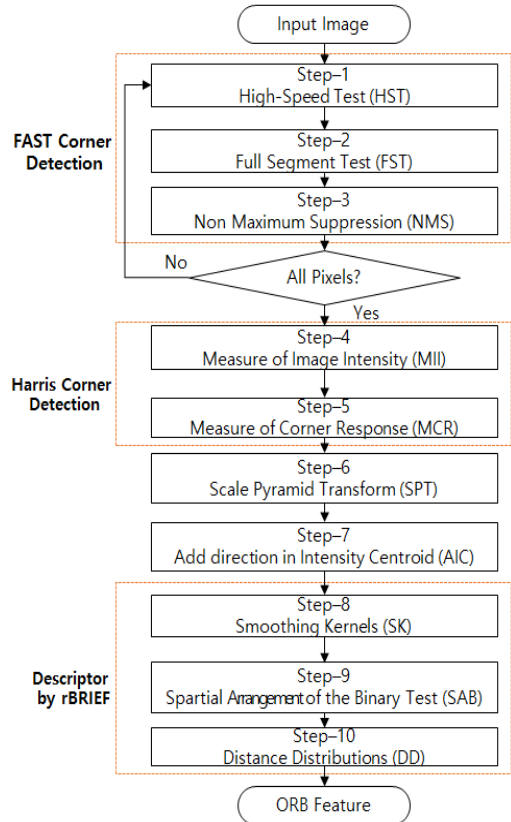 Input Image
Step–1
High-Speed Test (HST)
FAST Corner
Detection
Step–2
Full Segment Test (FST)
Step–3
Non Maximum Suppression (NMS)
No
All Pixels?
Yes
Step–4
Measure of Image Intensity (MII)
Harris Corner
Detection
Step–5
Measure of Corner Response (MCR)
Step–6
Scale Pyramid Transform (SPT)
Step–7
Add direction in Intensity Centroid (AIC)
Step–8
Smoothing Kernels (SK)
Descriptor
by rBRIEF
Step–9
Spartial Arrangement of the Binary Test (SAB)
Step–10
Distance Distributions (DD)
ORB Feature